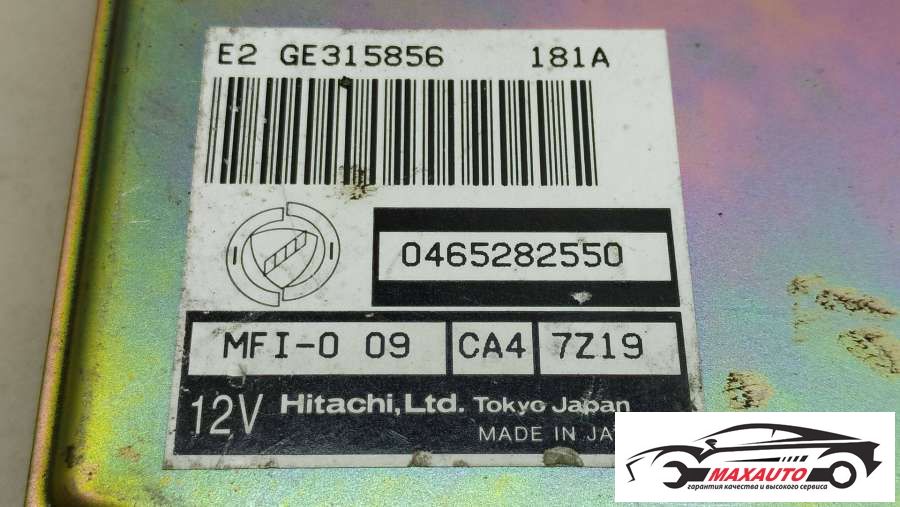 E2 GE315856 181A
0465282550
MFI-0 09 CA4 7Z19
12V Hitachi, Ltd. Tokyo Japan
MADE IN JA
MAXAUTO
гарантия качества и высокого сервиса